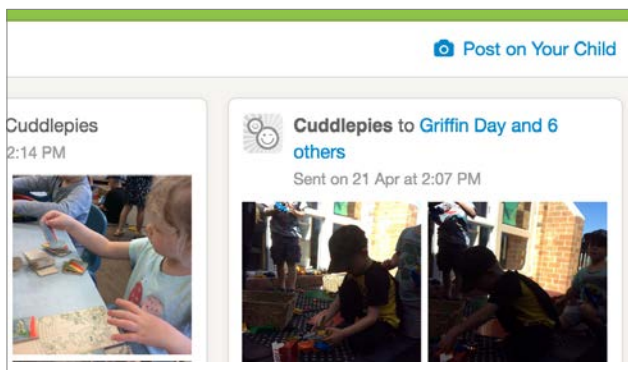 Post on Your Child
Cuddlepies
2:14 PM
Cuddlepies to Griffin Day and 6
others
Sent on 21 Apr at 2:07 PM